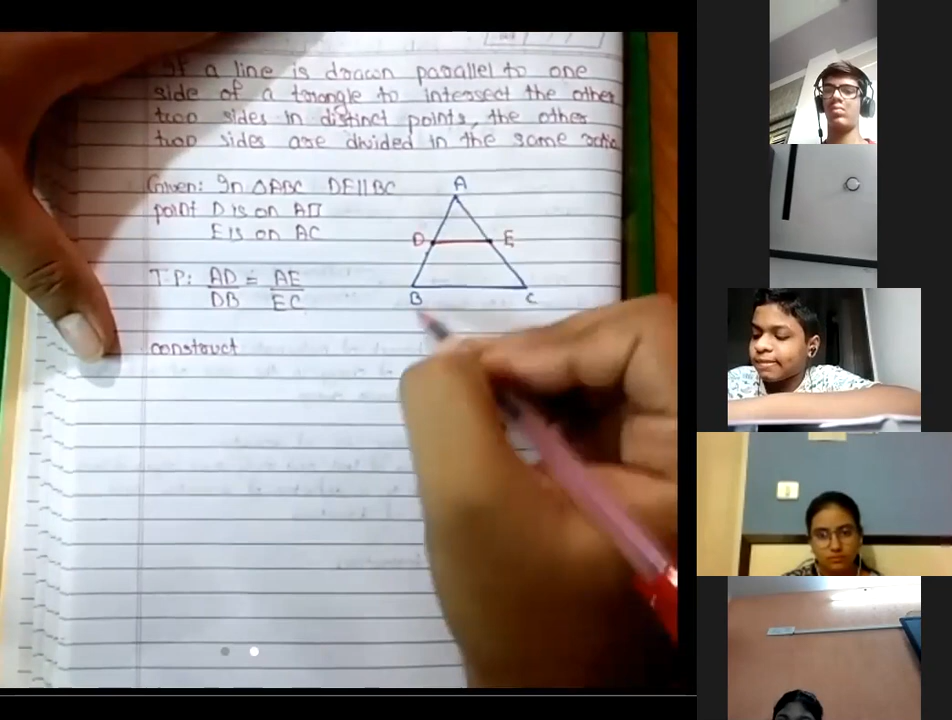 If a line is drawn parallel to one
side of a triangle to intersect the other
two sides in distinct points, the other
two sides are divided in the same ratio
Given: In △ABC DE||BC
point D is on AB
E is on AC
T.P: AD = AE
DB EC
construct
A
D E
B C